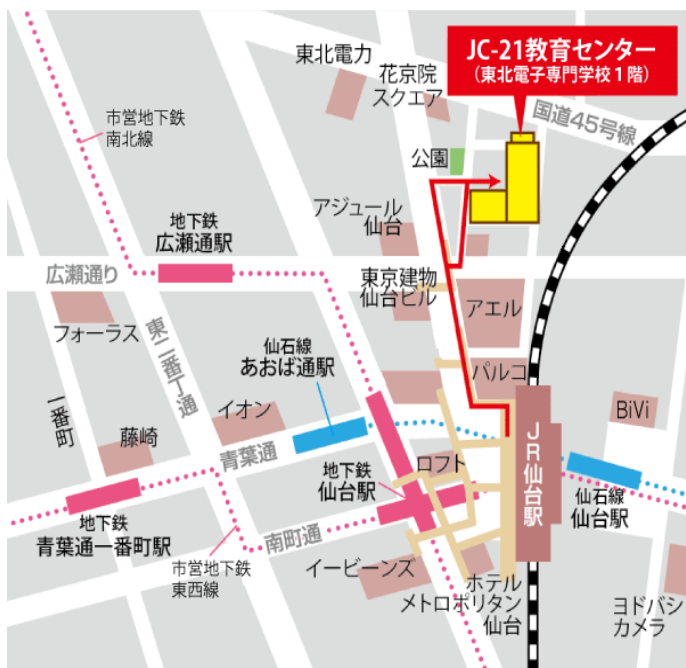 JC-21教育センター
（東北電子専門学校１階）
東北電力
花京院
スクエア
国道45号線
市営地下鉄
南北線
公園
アジュール
仙台
地下鉄
広瀬通駅
広瀬通り
東京建物
仙台ビル
アエル
フォーラス
東二番丁通
仙石線
あおば通駅
パルコ
一番町
藤崎
イオン
青葉通
BiVi
JR仙台駅
地下鉄
仙台駅
ロフト
仙石線
仙台駅
地下鉄
青葉通一番町駅
南町通
市営地下鉄
東西線
イービーンズ
ホテル
メトロポリタン
仙台
ヨドバシ
カメラ